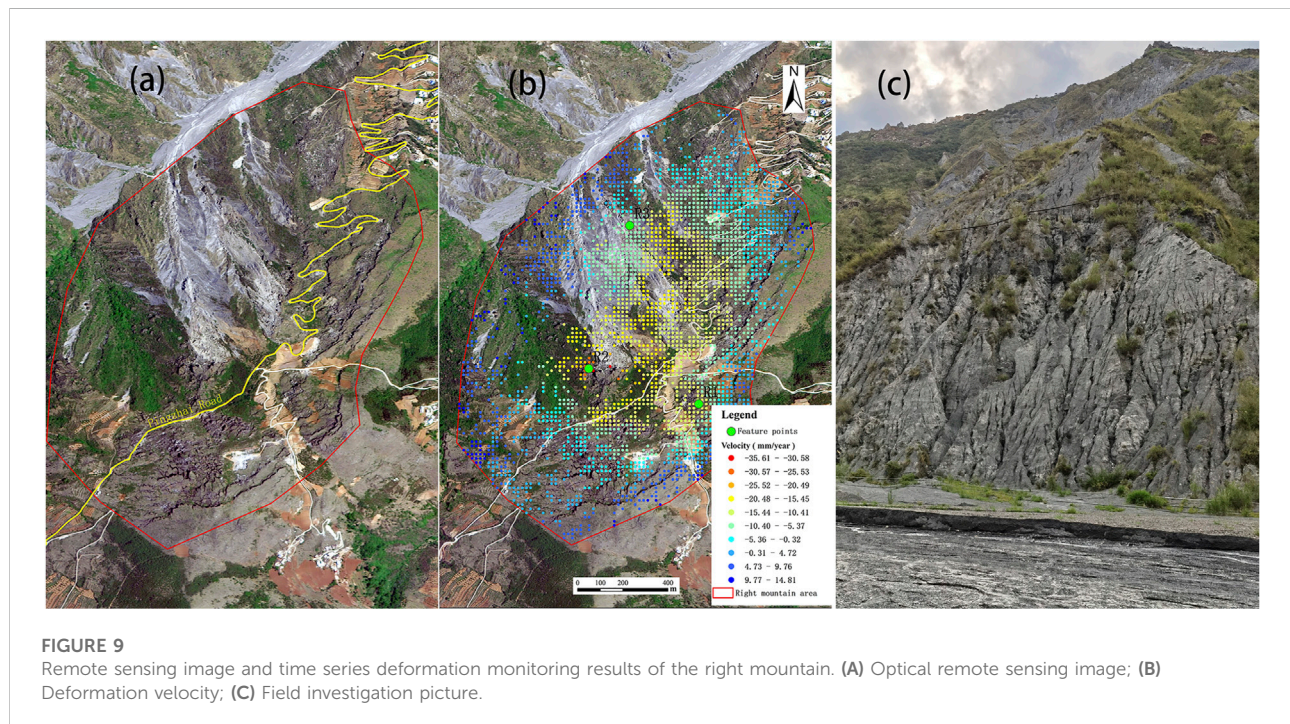 (a)
Pangzhai Road
(b)
N
R3
R2
R1
Legend
Feature points
Velocity ( mm/year)
-35.61 - -30.58
-30.57 - -25.53
-25.52 - -20.49
-20.48 - -15.45
-15.44 - -10.41
-10.40 - -5.37
-5.36 - -0.32
-0.31 - 4.72
4.73 - 9.76
9.77 - 14.81
Right mountain area
0 100 200 400
m
(c)
FIGURE 9
Remote sensing image and time series deformation monitoring results of the right mountain. (A) Optical remote sensing image; (B)
Deformation velocity; (C) Field investigation picture.